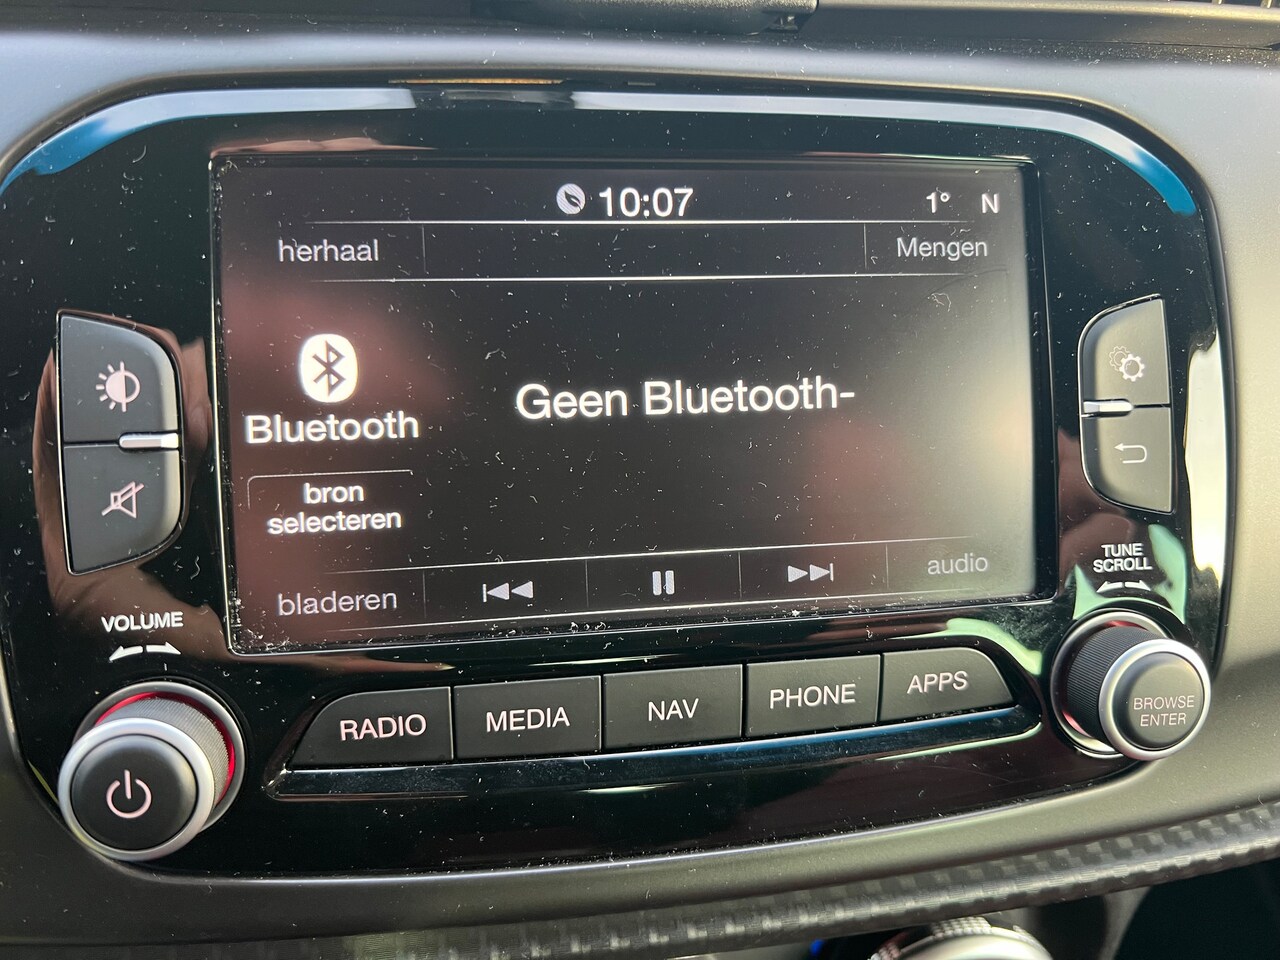 10:07
1° N
herhaal
Mengen
Bluetooth
Geen Bluetooth-
bron
selecteren
bladeren
audio
VOLUME
TUNE
SCROLL
RADIO
MEDIA
NAV
PHONE
APPS
BROWSE
ENTER